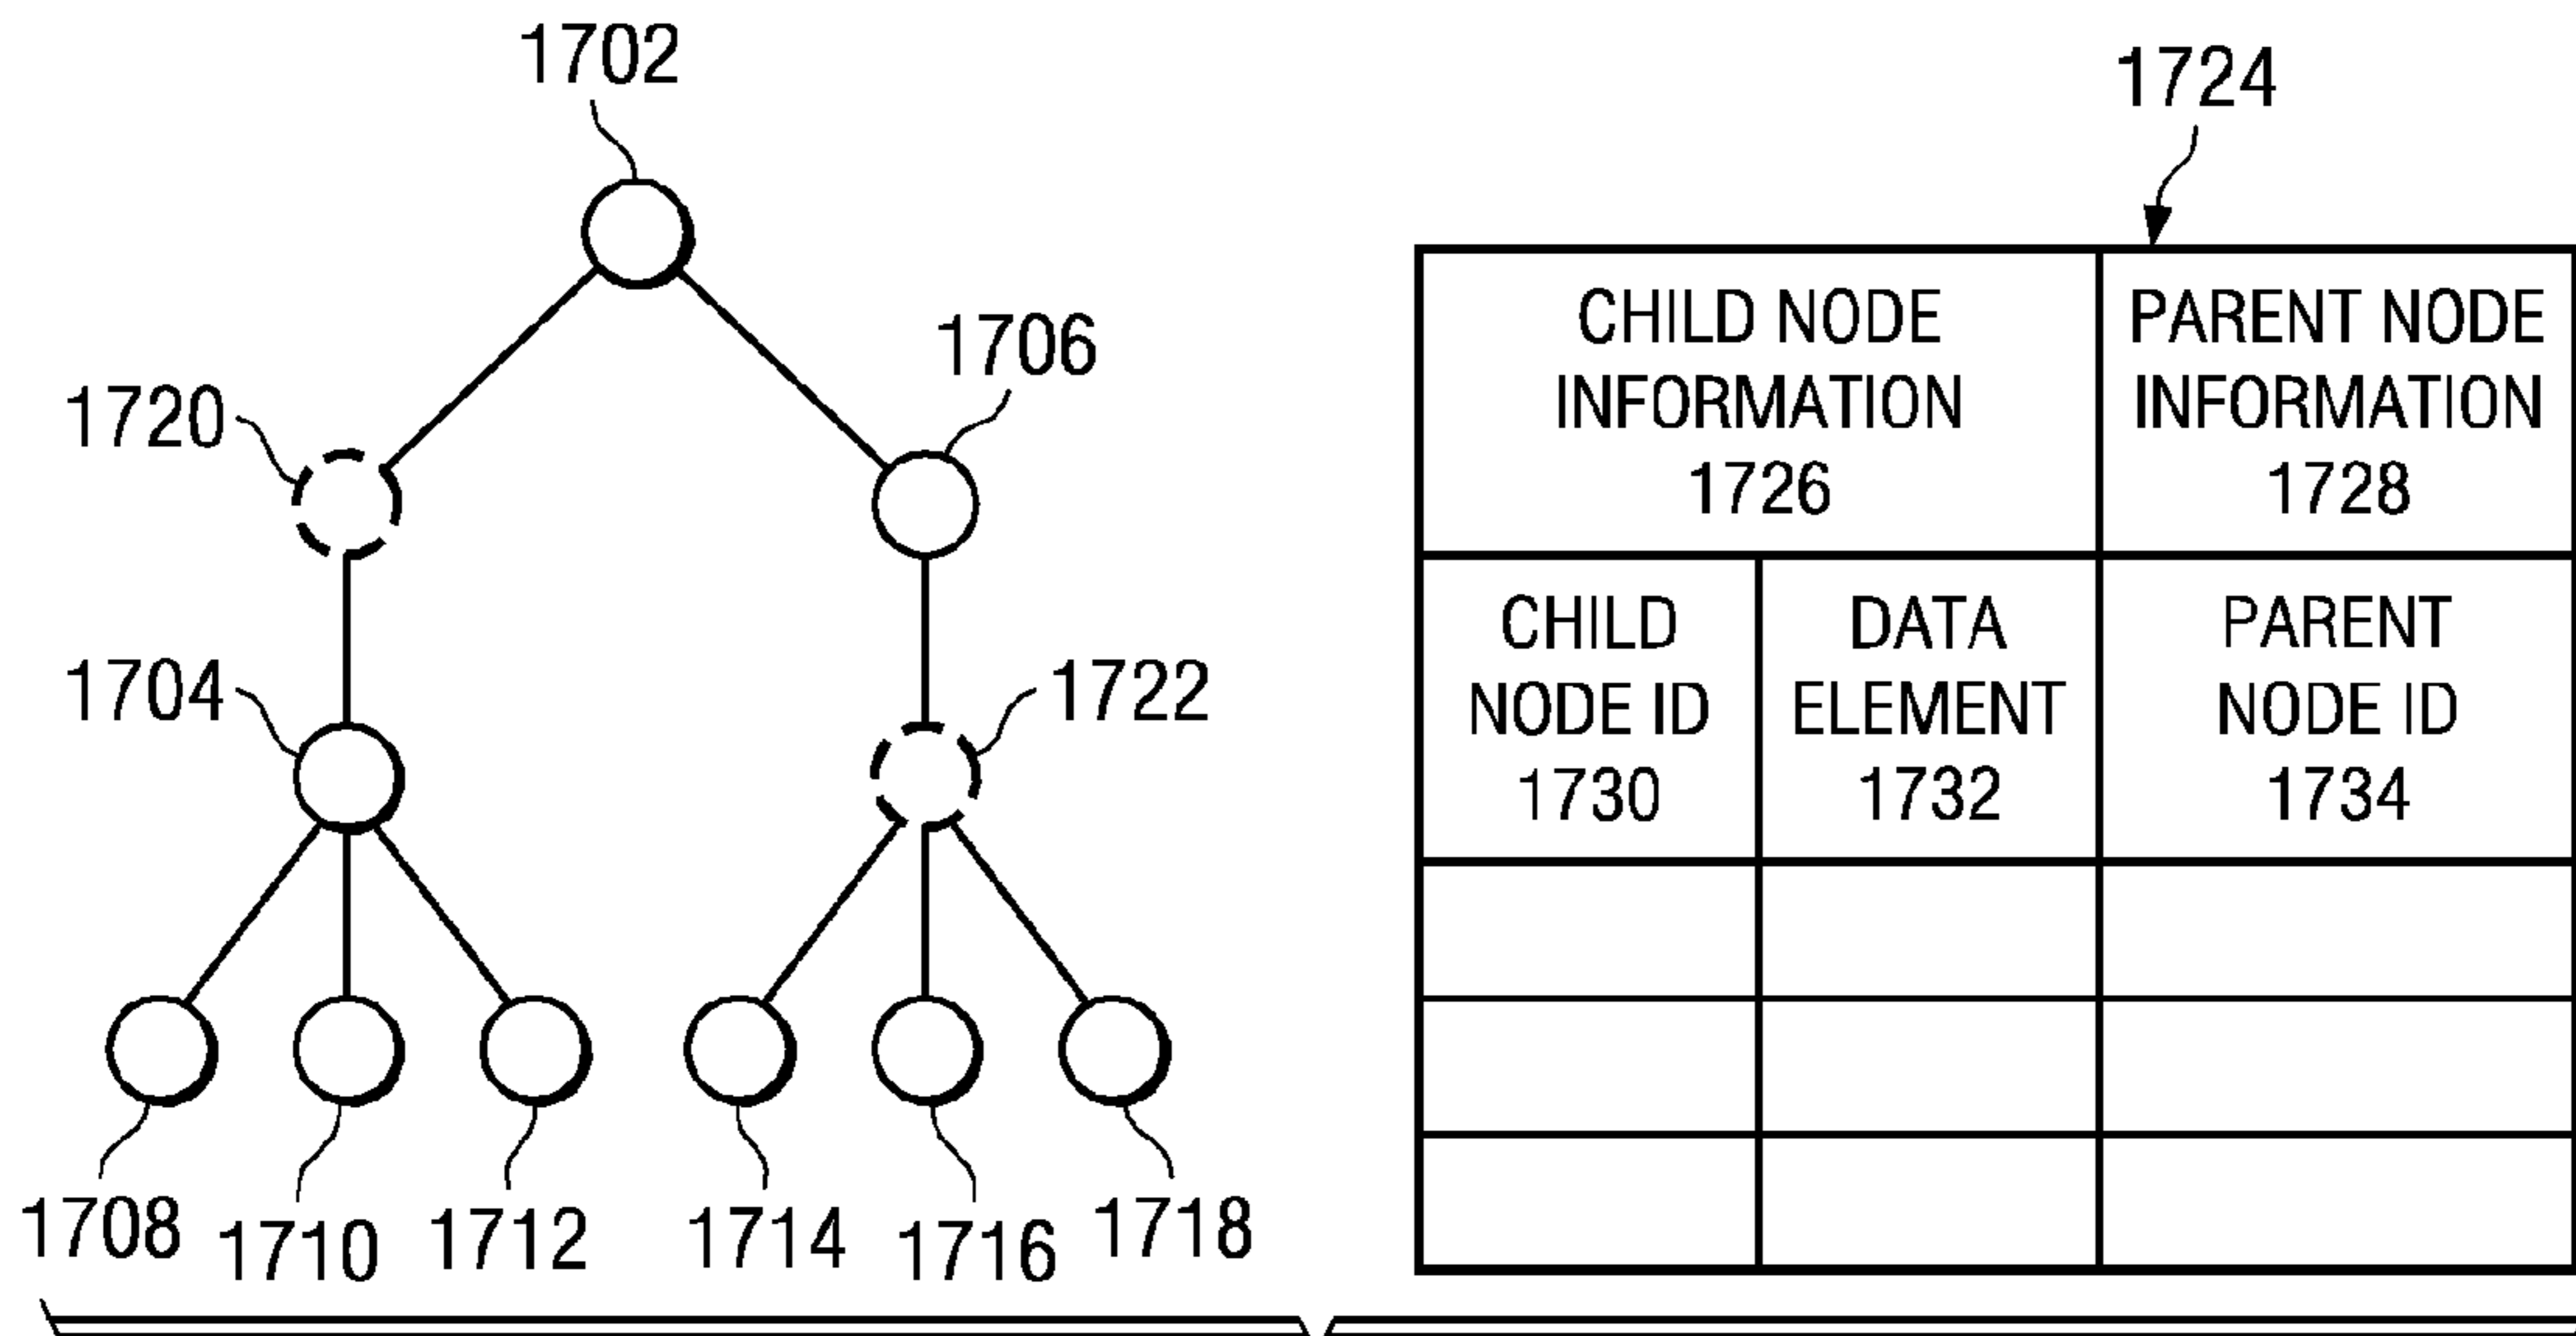 1702
1724
1706
1720
1704
1722
1708
1710
1712
1714
1716
1718
CHILD NODE
INFORMATION
1726
PARENT NODE
INFORMATION
1728
CHILD
NODE ID
1730
DATA
ELEMENT
1732
PARENT
NODE ID
1734